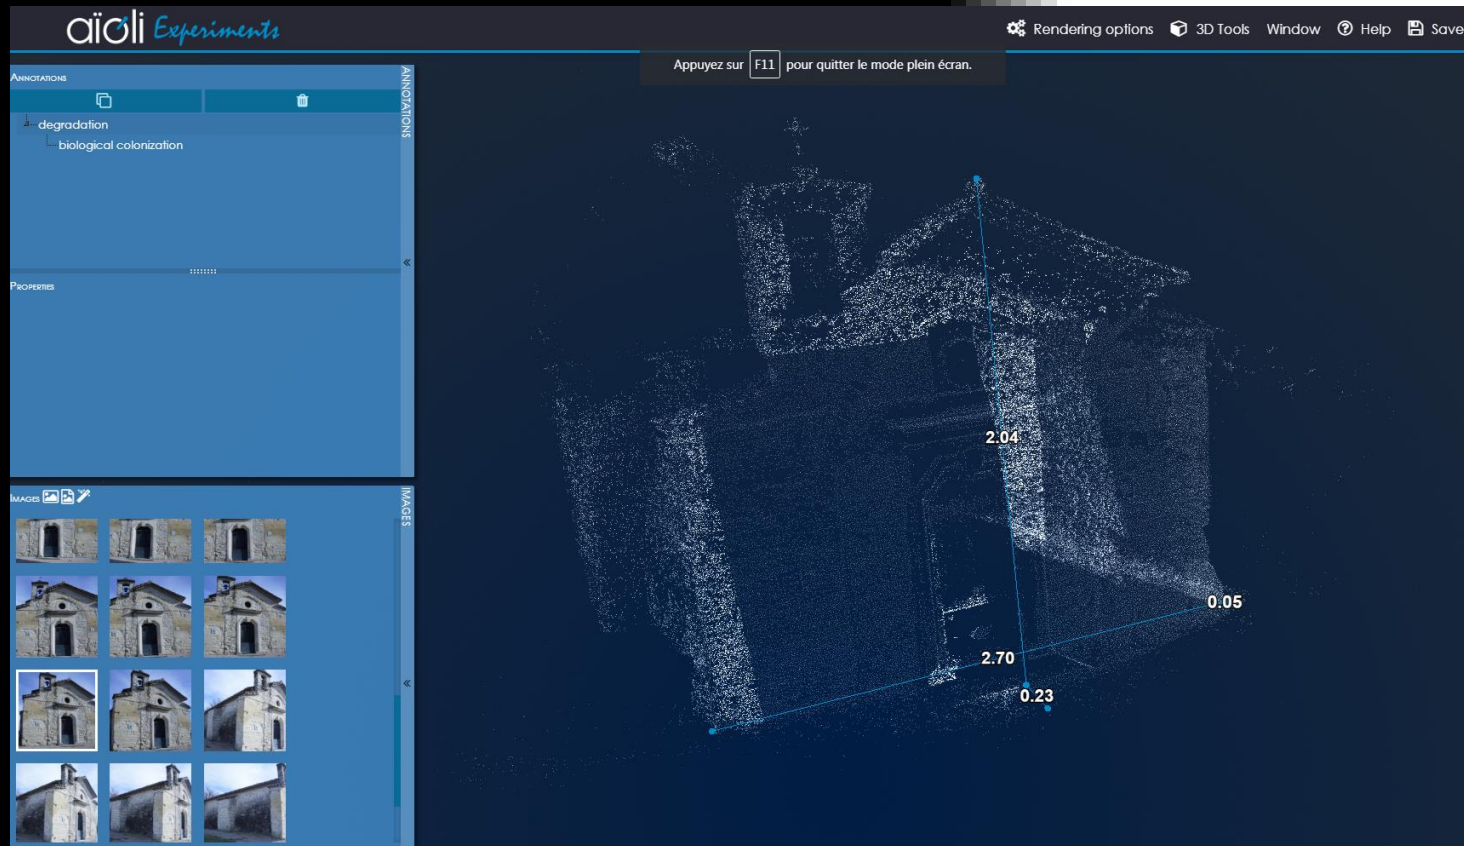 aïoli Experiments
Rendering options 3D Tools Window Help Save
Appuyez sur F11 pour quitter le mode plein écran.
ANNOTATIONS
ANNOTATIONS
degradation
biological colonization
PROPERTIES
2.04
0.05
2.70
0.23
IMAGES
IMAGES